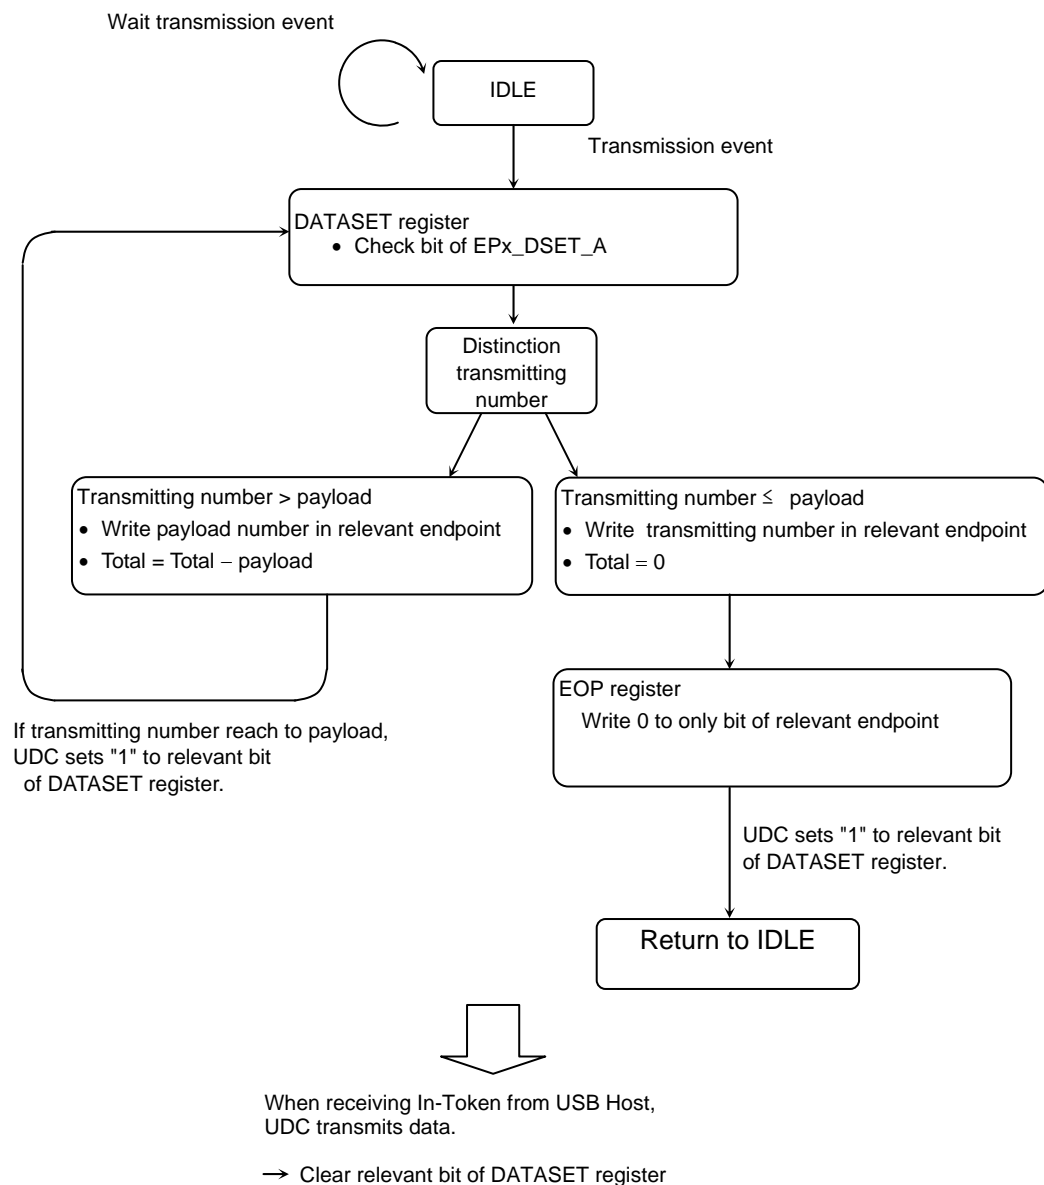 Wait transmission event
IDLE
Transmission event
DATASET register
• Check bit of EPx_DSET_A
Distinction
transmitting
number
Transmitting number > payload
• Write payload number in relevant endpoint
• Total = Total − payload
Transmitting number ≤ payload
• Write transmitting number in relevant endpoint
• Total = 0
If transmitting number reach to payload,
UDC sets "1" to relevant bit
of DATASET register.
EOP register
Write 0 to only bit of relevant endpoint
UDC sets "1" to relevant bit
of DATASET register.
Return to IDLE
When receiving In-Token from USB Host,
UDC transmits data.
→ Clear relevant bit of DATASET register